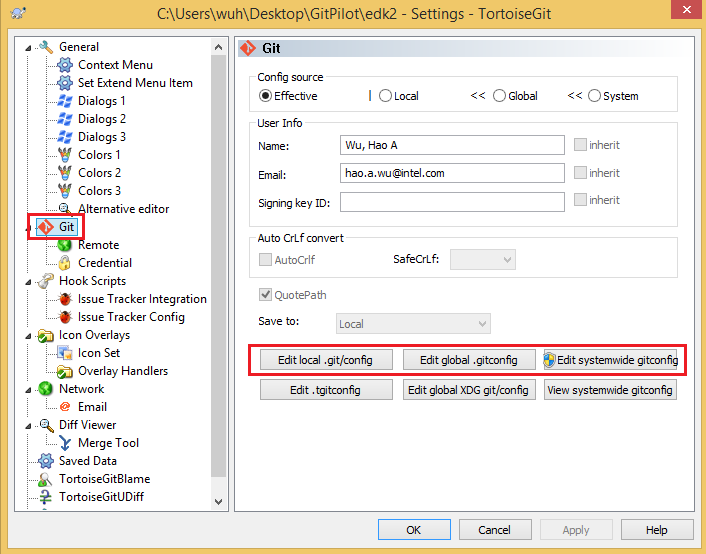 C:\Users\wuh\Desktop\GitPilot\edk2 - Settings - TortoiseGit
General
Context Menu
Set Extend Menu Item
Dialogs 1
Dialogs 2
Dialogs 3
Colors 1
Colors 2
Colors 3
Alternative editor
Git
Remote
Credential
Hook Scripts
Issue Tracker Integration
Issue Tracker Config
Icon Overlays
Icon Set
Overlay Handlers
Network
Email
Diff Viewer
Merge Tool
Saved Data
TortoiseGitBlame
TortoiseGitUDiff
Git
Config source
Effective | Local << Global << System
User Info
Name: Wu, Hao A inherit
Email: hao.a.wu@intel.com inherit
Signing key ID: inherit
Auto CrLf convert
AutoCrlf SafeCrLf:
QuotePath
Save to: Local
Edit local .git/config Edit global .gitconfig Edit systemwide gitconfig
Edit .tgitconfig Edit global XDG git/config View systemwide gitconfig
OK Cancel Apply Help